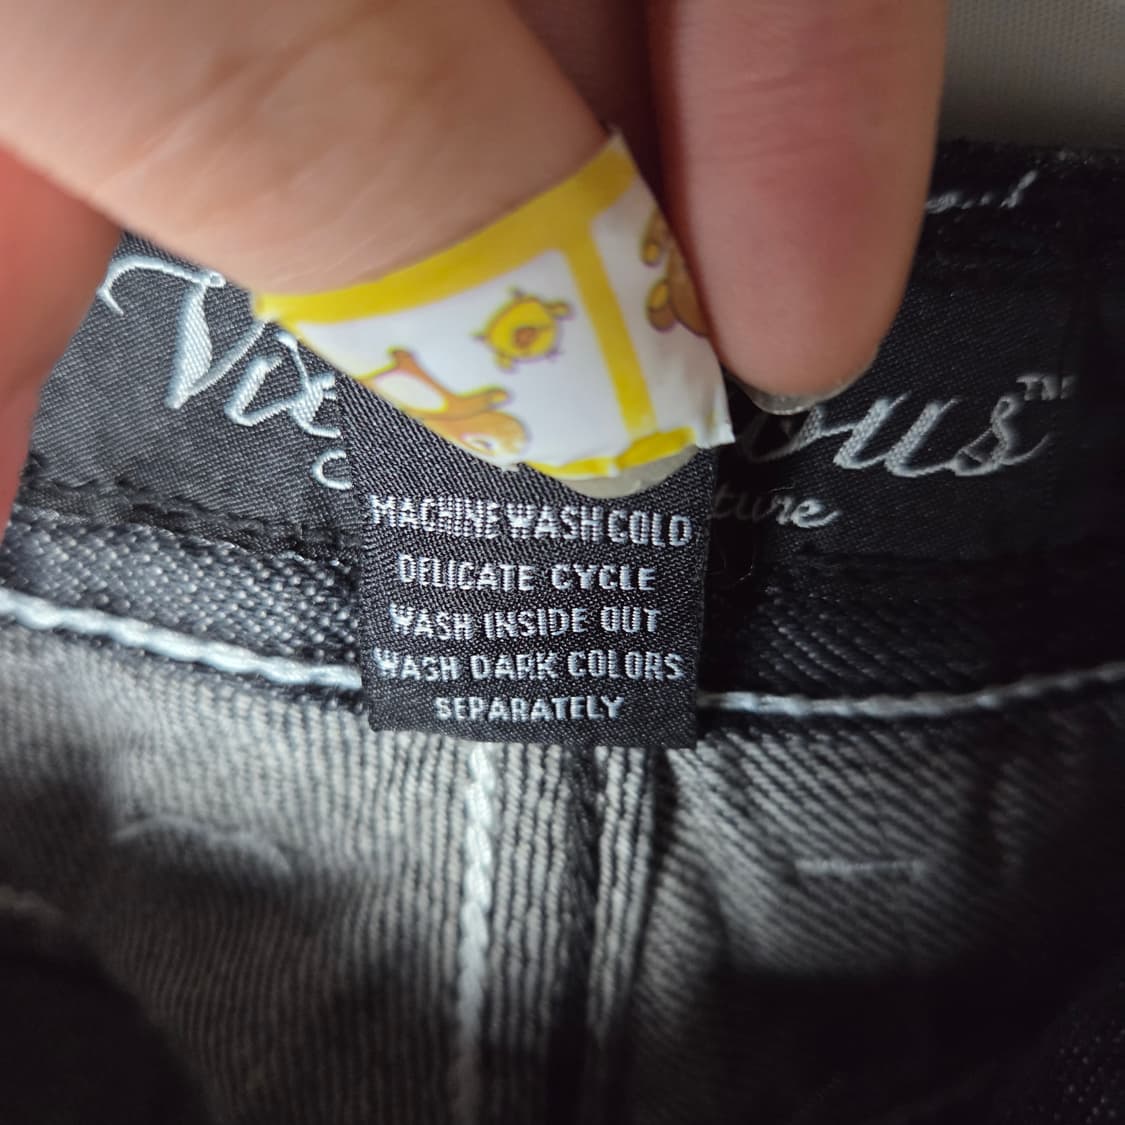 MACHINE WASH COLD
DELICATE CYCLE
WASH INSIDE OUT
WASH DARK COLORS
SEPARATELY